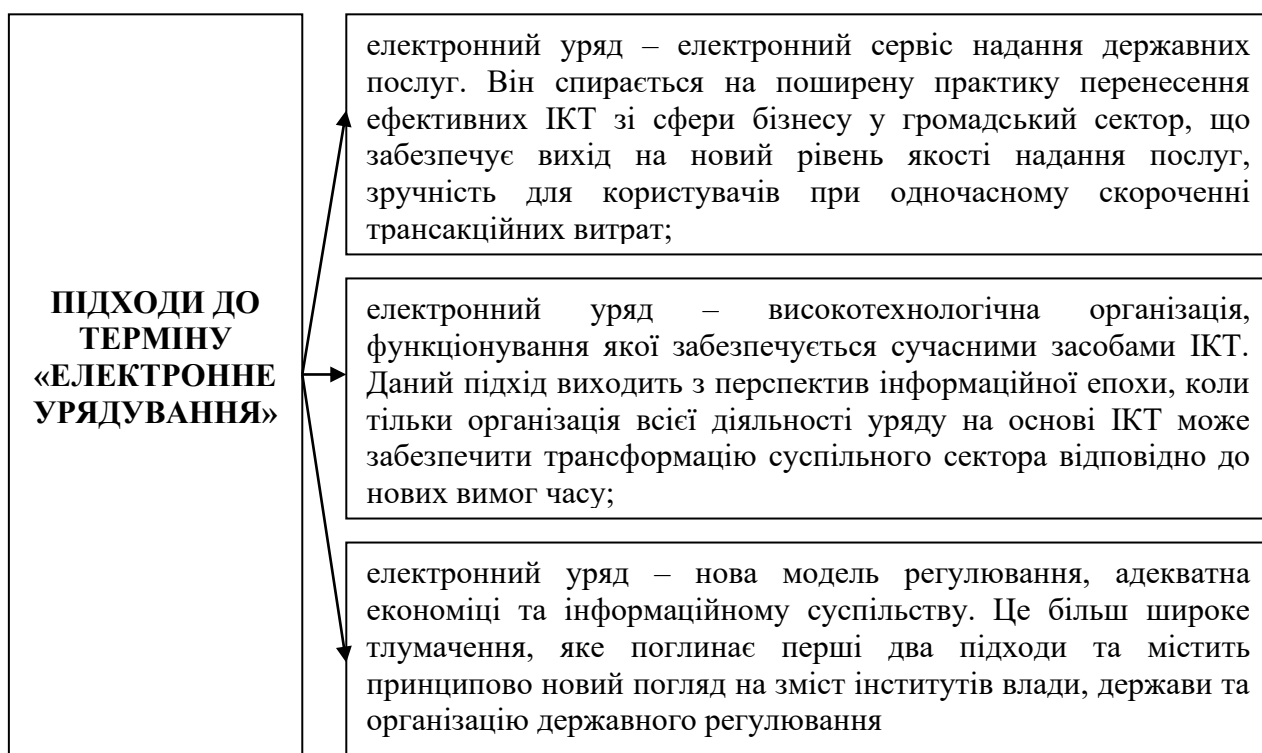 ПІДХОДИ ДО
ТЕРМІНУ
«ЕЛЕКТРОННЕ
УРЯДУВАННЯ»
електронний уряд – електронний сервіс надання державних
послуг. Він спирається на поширену практику перенесення
ефективних ІКТ зі сфери бізнесу у громадський сектор, що
забезпечує вихід на новий рівень якості надання послуг,
зручність для користувачів при одночасному скороченні
трансакційних витрат;
електронний уряд – високотехнологічна організація,
функціонування якої забезпечується сучасними засобами ІКТ.
Даний підхід виходить з перспектив інформаційної епохи, коли
тільки організація всієї діяльності уряду на основі ІКТ може
забезпечити трансформацію суспільного сектора відповідно до
нових вимог часу;
електронний уряд – нова модель регулювання, адекватна
економіці та інформаційному суспільству. Це більш широке
тлумачення, яке поглинає перші два підходи та містить
принципово новий погляд на зміст інститутів влади, держави та
організацію державного регулювання